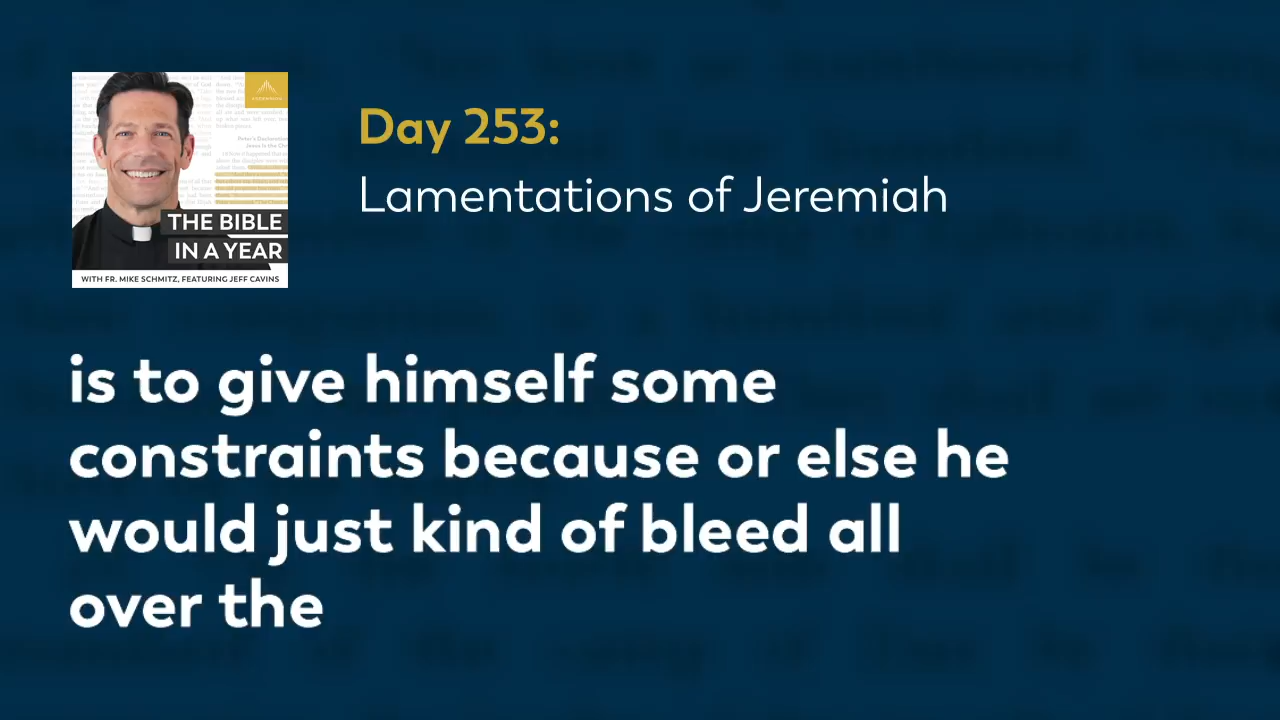 Day 253:
Lamentations of Jeremiah
THE BIBLE
IN A YEAR
WITH FR. MIKE SCHMITZ, FEATURING JEFF CAVINS
is to give himself some
constraints because or else he
would just kind of bleed all
over the